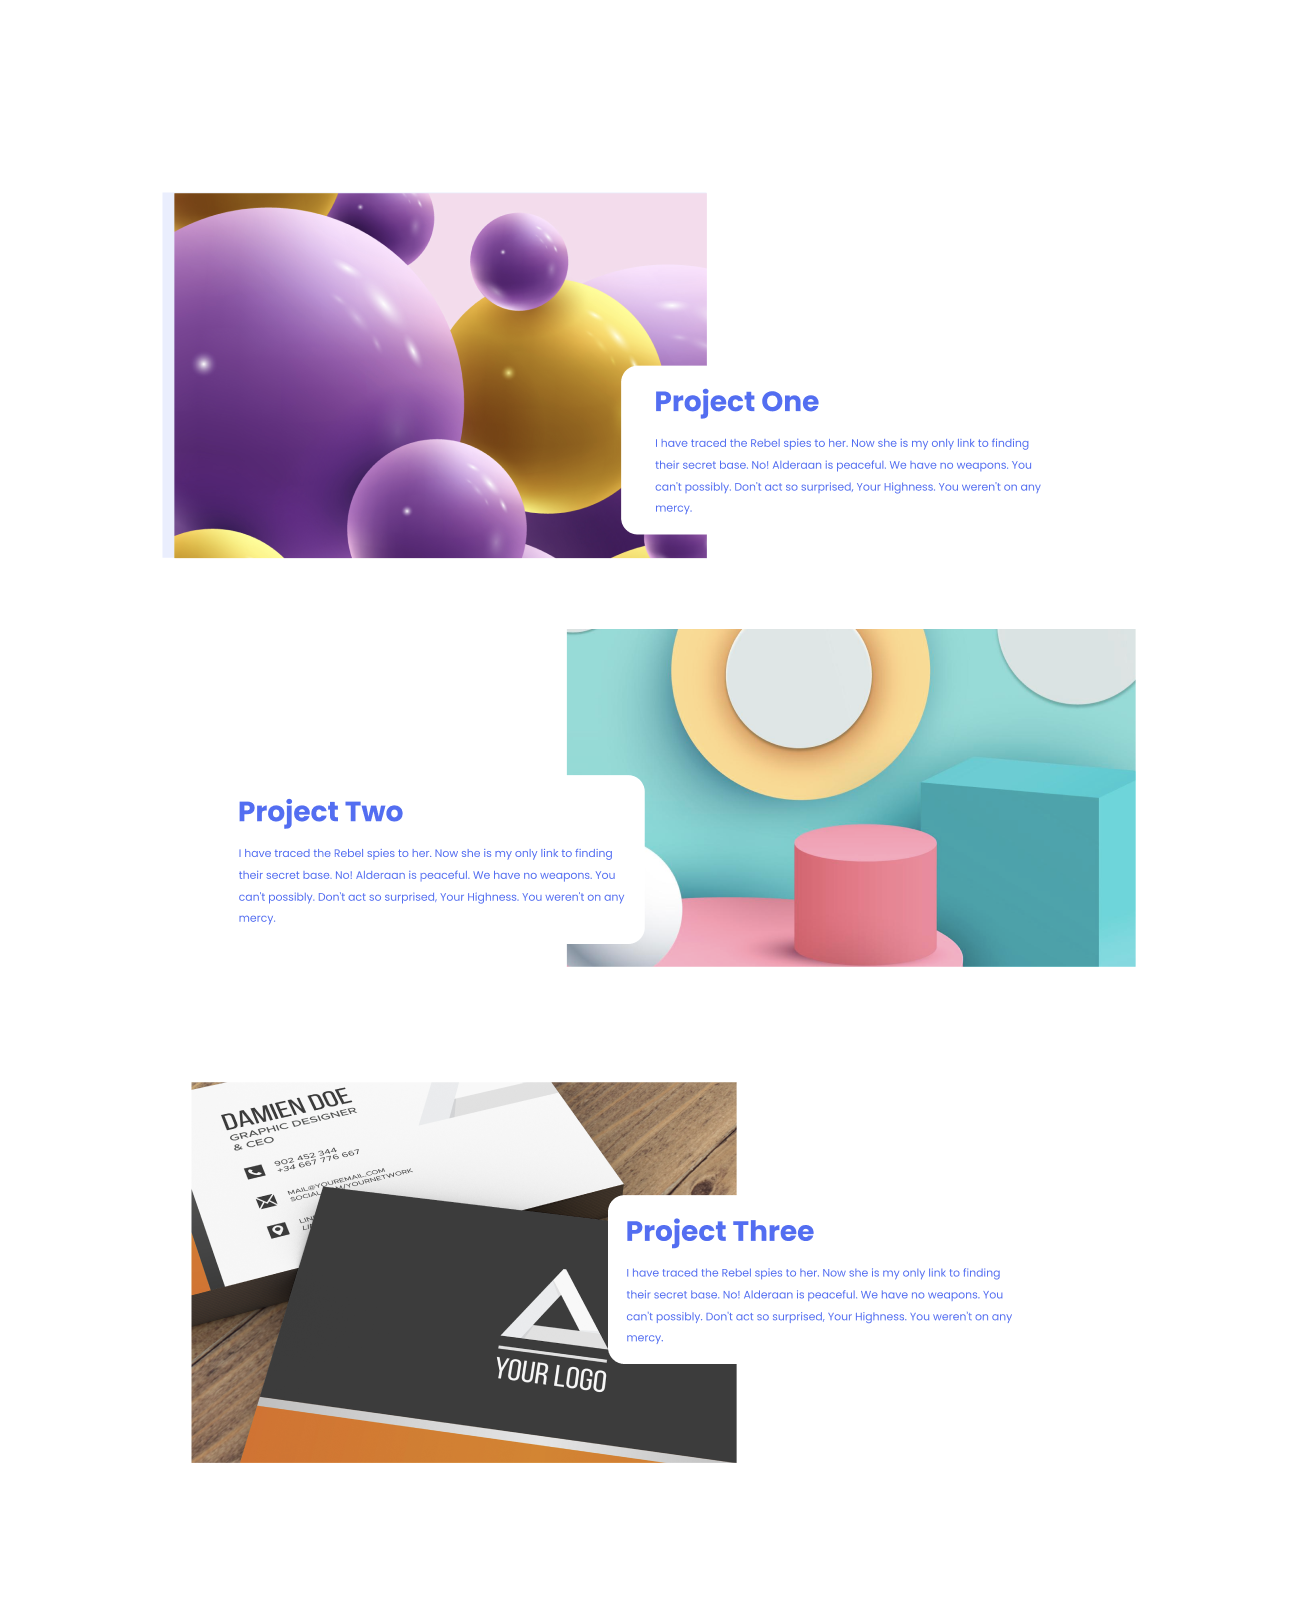 Project One
I have traced the Rebel spies to her. Now she is my only link to finding
their secret base. No! Alderaan is peaceful. We have no weapons. You
can't possibly. Don't act so surprised, Your Highness. You weren't on any
mercy.
Project Two
I have traced the Rebel spies to her. Now she is my only link to finding
their secret base. No! Alderaan is peaceful. We have no weapons. You
can't possibly. Don't act so surprised, Your Highness. You weren't on any
mercy.
DAMIEN DOE
GRAPHIC DESIGNER
& CEO
902 452 344
+34 667 776 667
MAIL@YOUREMAIL.COM
YOUR LOGO
Project Three
I have traced the Rebel spies to her. Now she is my only link to finding
their secret base. No! Alderaan is peaceful. We have no weapons. You
can't possibly. Don't act so surprised, Your Highness. You weren't on any
mercy.